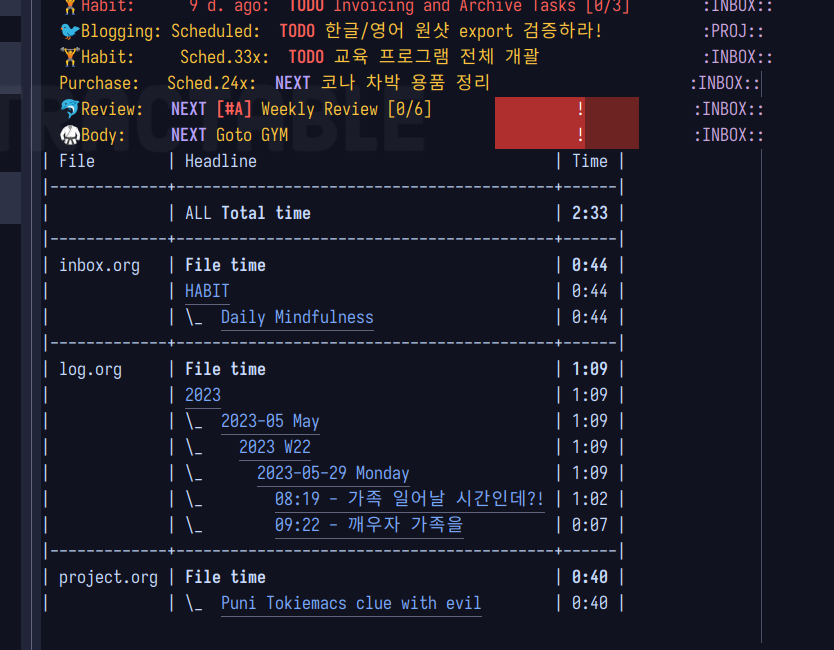 Habit: 9 d. ago: TODO Invoicing and Archive Tasks [0/3] :INBOX::
Blogging: Scheduled: TODO 한글/영어 원샷 export 검증하라! :PROJ::
Habit: Sched.33x: TODO 교육 프로그램 전체 개괄 :INBOX::
Purchase: Sched.24x: NEXT 코나 차박 용품 정리 :INBOX::
Review: NEXT [#A] Weekly Review [0/6] ! :INBOX::
Body: NEXT Goto GYM ! :INBOX::
| File | Headline | Time |
|-------------+------------------------------------------+------|
| | ALL Total time | 2:33 |
|-------------+------------------------------------------+------|
| inbox.org | File time | 0:44 |
| | HABIT | 0:44 |
| | \_ Daily Mindfulness | 0:44 |
|-------------+------------------------------------------+------|
| log.org | File time | 1:09 |
| | 2023 | 1:09 |
| | \_ 2023-05 May | 1:09 |
| | \_ 2023 W22 | 1:09 |
| | \_ 2023-05-29 Monday | 1:09 |
| | \_ 08:19 - 가족 일어날 시간인데?! | 1:02 |
| | \_ 09:22 - 깨우자 가족을 | 0:07 |
|-------------+------------------------------------------+------|
| project.org | File time | 0:40 |
| | \_ Puni Tokiemacs clue with evil | 0:40 |